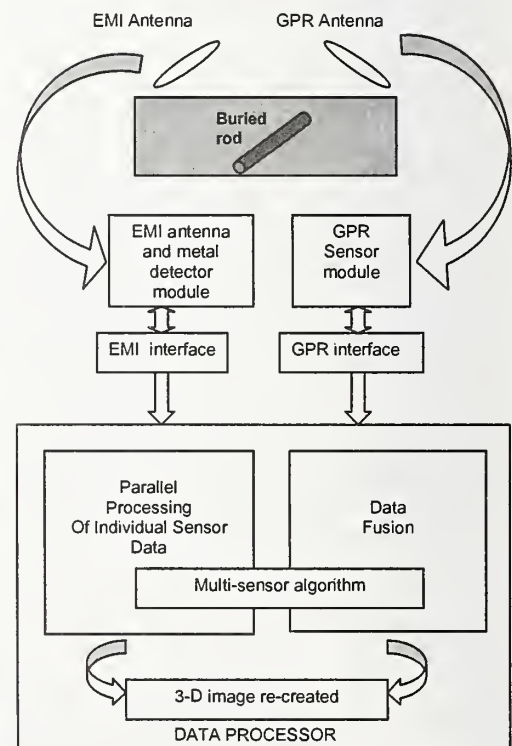 EMI Antenna
GPR Antenna
Buried
rod
EMI antenna
and metal
detector
module
GPR
Sensor
module
EMI interface
GPR interface
Parallel
Processing
Of Individual Sensor
Data
Data
Fusion
Multi-sensor algorithm
3-D image re-created
DATA PROCESSOR